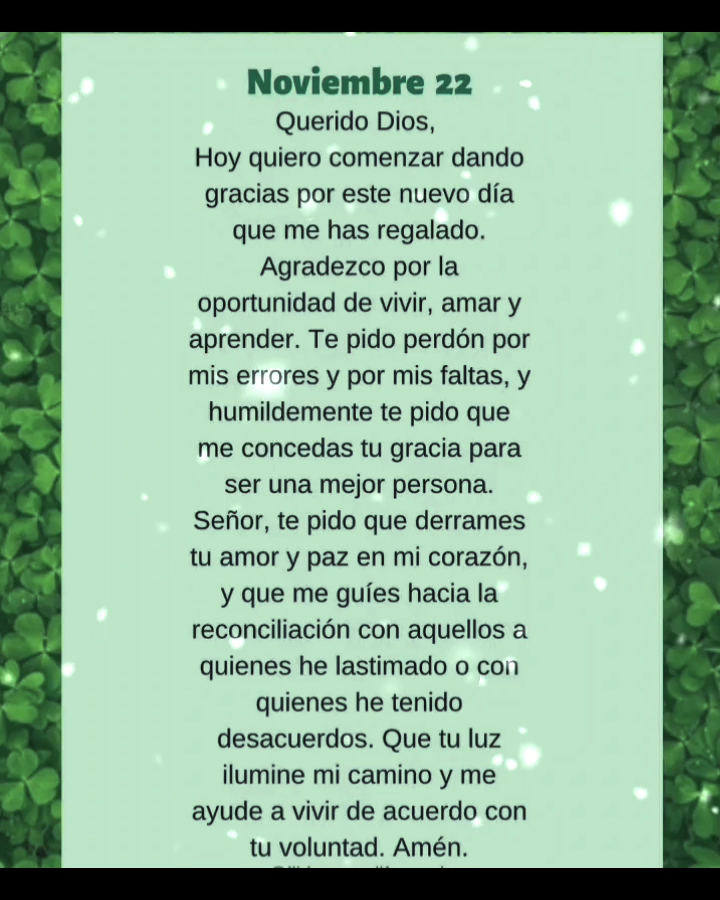 Noviembre 22
Querido Dios,
Hoy quiero comenzar dando
gracias por este nuevo día
que me has regalado.
Agradezco por la
oportunidad de vivir, amar y
aprender. Te pido perdón por
mis errores y por mis faltas, y
humildemente te pido que
me concedas tu gracia para
ser una mejor persona.
Señor, te pido que derrames
tu amor y paz en mi corazón,
y que me guíes hacia la
reconciliación con aquellos a
quienes he lastimado o con
quienes he tenido
desacuerdos. Que tu luz
ilumine mi camino y me
ayude a vivir de acuerdo con
tu voluntad. Amén.